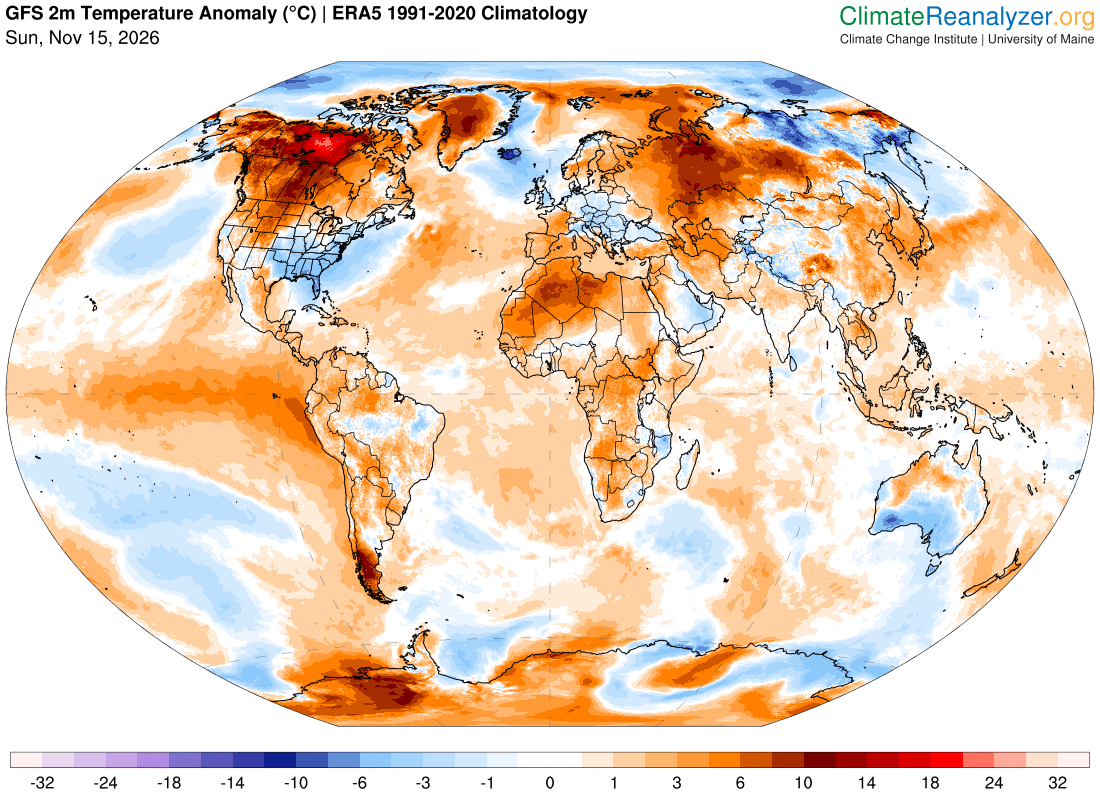 GFS 2m Temperature Anomaly (°C) | ERA5 1991-2020 Climatology
Sun, Nov 15, 2026
ClimateReanalyzer.org
Climate Change Institute | University of Maine
-32 -24 -18 -14 -10 -6 -3 -1 0 1 3 6 10 14 18 24 32